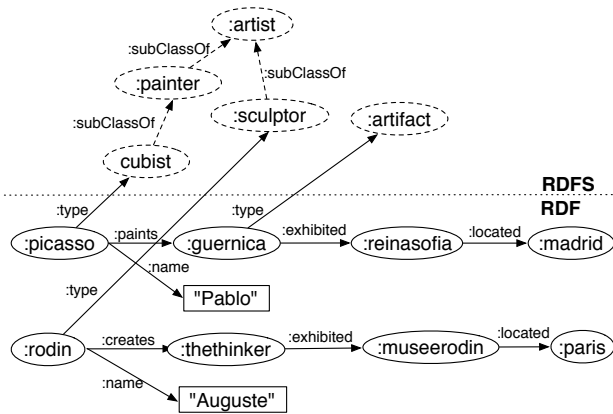 :artist
:subClassOf
:painter
:subClassOf
:subClassOf
:sculptor
:artifact
cubist
RDFS
RDF
:type
:type
:picasso
:paints
:guernica
:exhibited
:reinasofia
:located
:madrid
:name
:type
"Pablo"
:rodin
:creates
:thethinker
:exhibited
:museerodin
:located
:paris
:name
"Auguste"